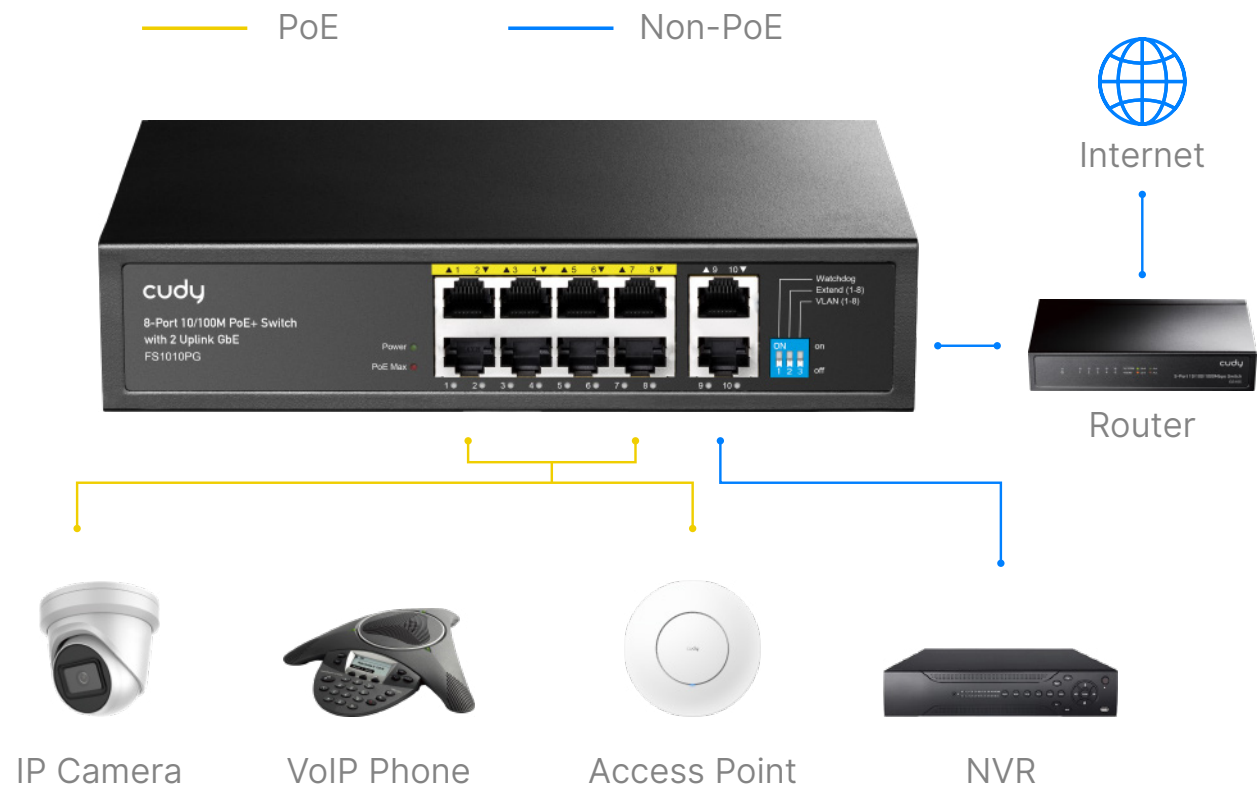 PoE
Non-PoE
Internet
▲1 2▼ ▲3 4▼ ▲5 6▼ ▲7 8▼
▲9 10▼
Watchdog
Extend (1-8)
VLAN (1-8)
cudy
8-Port 10/100M PoE+ Switch
with 2 Uplink GbE
FS1010PG
Power
PoE Max
ON
on
1 2 3
off
1 2 3 4 5 6 7 8
9 10
cudy
Router
cudy
IP Camera
VoIP Phone
Access Point
NVR